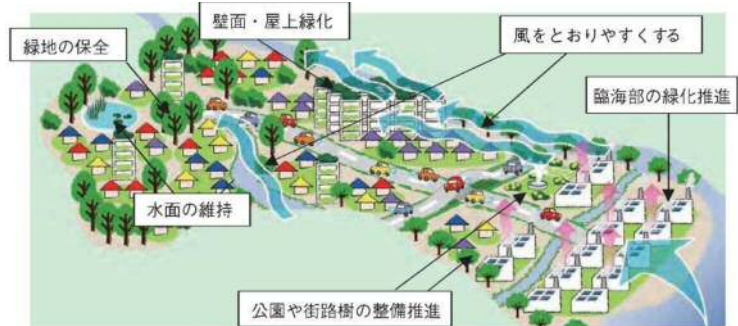 壁面・屋上緑化
緑地の保全
風をとおりやすくする
臨海部の緑化推進
水面の維持
公園や街路樹の整備推進